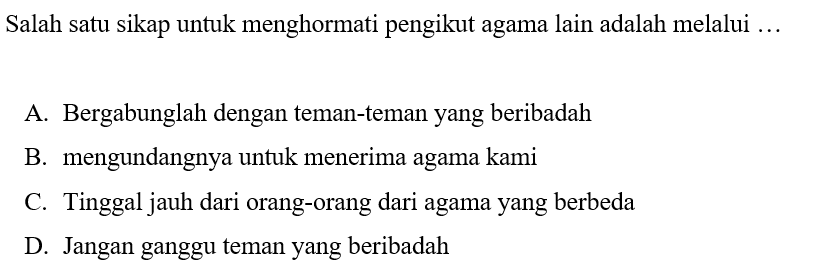 Salah satu sikap untuk menghormati pengikut agama lain adalah melalui …
A. Bergabunglah dengan teman-teman yang beribadah
B. mengundangnya untuk menerima agama kami
C. Tinggal jauh dari orang-orang dari agama yang berbeda
D. Jangan ganggu teman yang beribadah